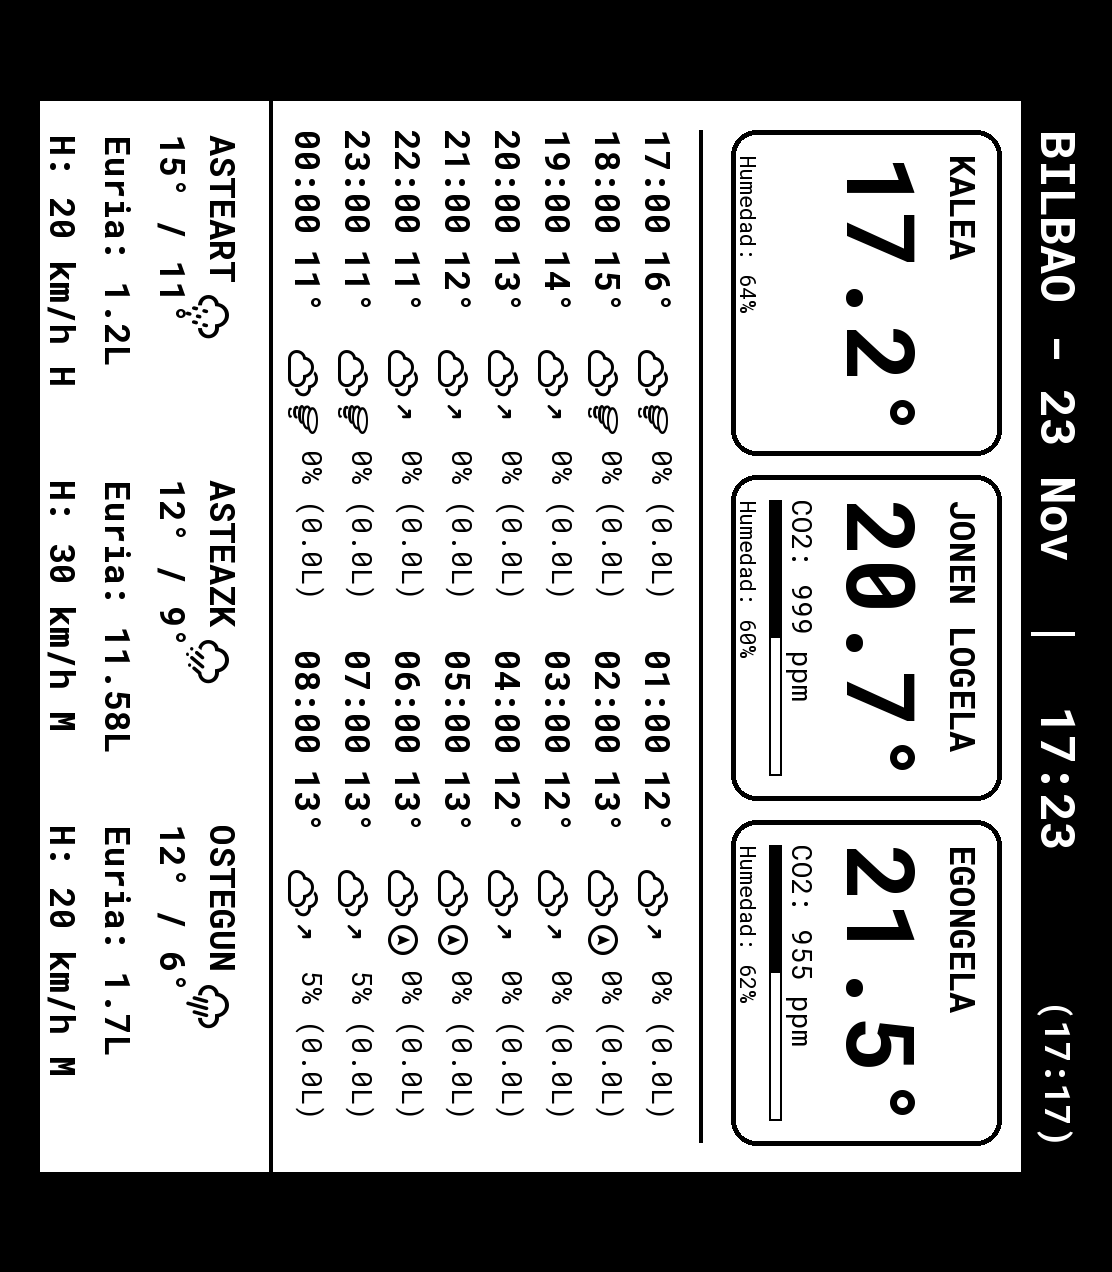 BILBAO - 23 Nov | 17:23 (17:17)
KALEA
17.2°
Humedad: 64%
JONEN LOGELA
20.7°
CO2: 999 ppm
Humedad: 60%
EGONGELA
21.5°
CO2: 955 ppm
Humedad: 62%
17:00 16° 0% (0.0L)
18:00 15° 0% (0.0L)
19:00 14° 0% (0.0L)
20:00 13° 0% (0.0L)
21:00 12° 0% (0.0L)
22:00 11° 0% (0.0L)
23:00 11° 0% (0.0L)
00:00 11° 0% (0.0L)
01:00 12° 0% (0.0L)
02:00 13° 0% (0.0L)
03:00 12° 0% (0.0L)
04:00 12° 0% (0.0L)
05:00 13° 0% (0.0L)
06:00 13° 0% (0.0L)
07:00 13° 5% (0.0L)
08:00 13° 5% (0.0L)
ASTEART
15° / 11°
Euria: 1.2L
H: 20 km/h H
ASTEAZK
12° / 9°
Euria: 11.58L
H: 30 km/h M
OSTEGUN
12° / 6°
Euria: 1.7L
H: 20 km/h M